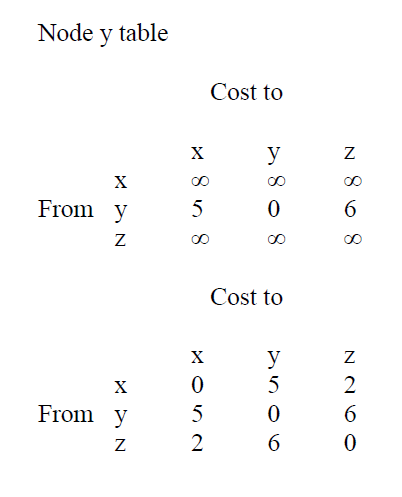 Node y table
Cost to
x y z
x ∞ ∞ ∞
From y 5 0 6
z ∞ ∞ ∞
Cost to
x y z
x 0 5 2
From y 5 0 6
z 2 6 0